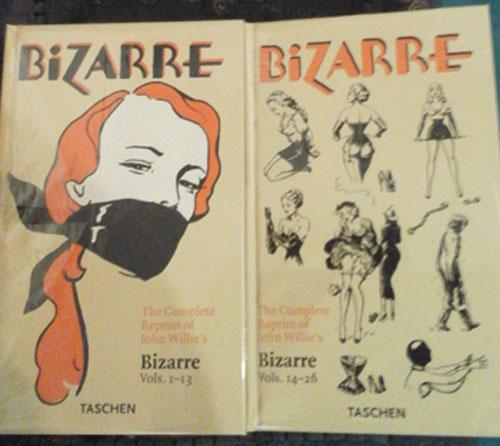 BiZARRE
The Complete
Reprint of
John Willie's
Bizarre
Vols. 1–13
TASCHEN
BiZARRE
The Complete
Reprint of
John Willie's
Bizarre
Vols. 14–26
TASCHEN